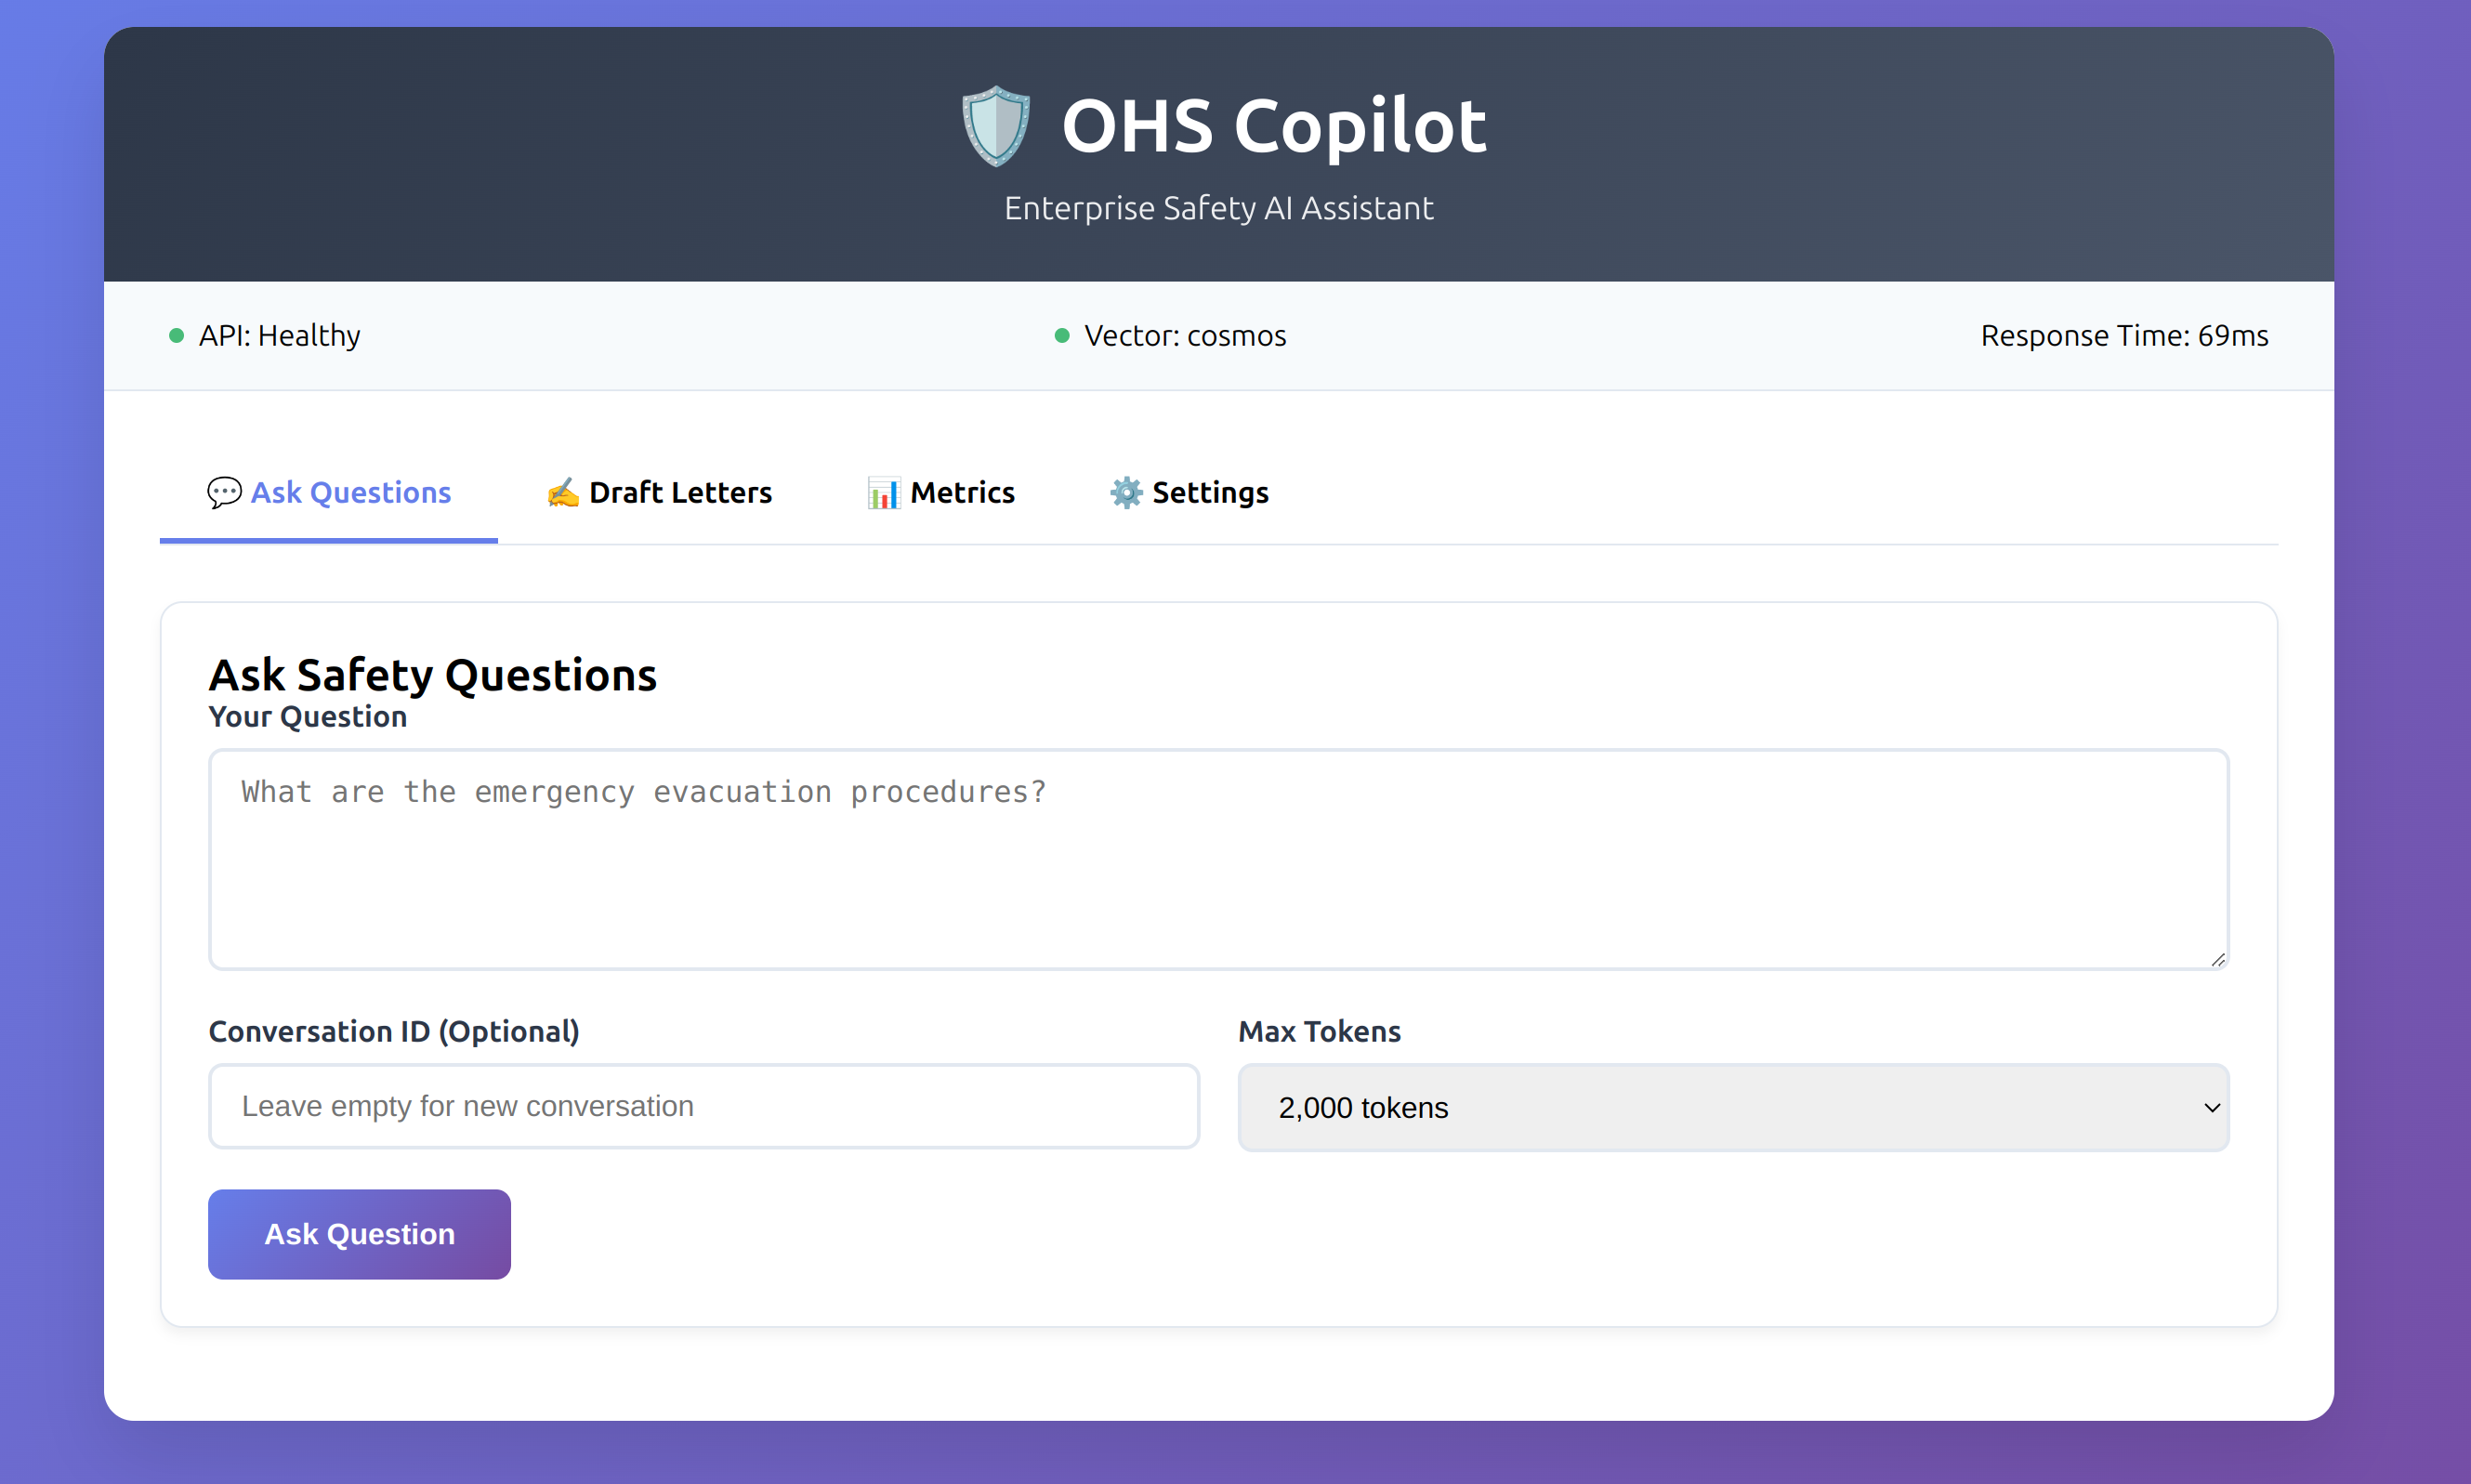 OHS Copilot
Enterprise Safety AI Assistant
API: Healthy
Vector: cosmos
Response Time: 69ms
Ask Questions
Draft Letters
Metrics
Settings
Ask Safety Questions
Your Question
What are the emergency evacuation procedures?
Conversation ID (Optional)
Max Tokens
Leave empty for new conversation
2,000 tokens
Ask Question